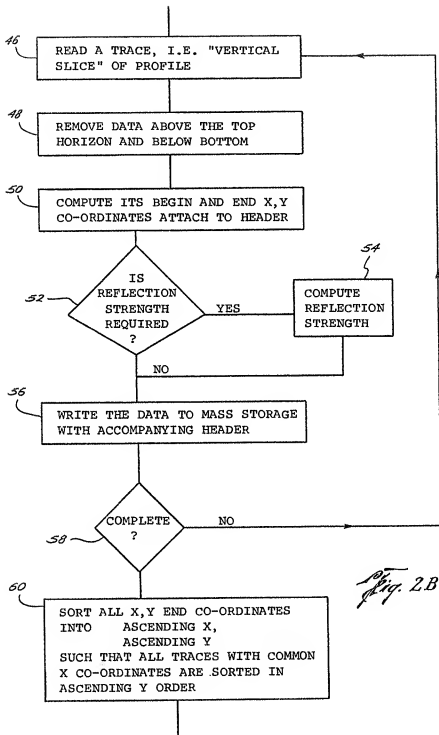 46
READ A TRACE, I.E. "VERTICAL
SLICE" OF PROFILE
48
REMOVE DATA ABOVE THE TOP
HORIZON AND BELOW BOTTOM
50
COMPUTE ITS BEGIN AND END X,Y
CO-ORDINATES ATTACH TO HEADER
52
IS
REFLECTION
STRENGTH
REQUIRED
?
YES
54
COMPUTE
REFLECTION
STRENGTH
NO
56
WRITE THE DATA TO MASS STORAGE
WITH ACCOMPANYING HEADER
58
COMPLETE
?
NO
60
SORT ALL X,Y END CO-ORDINATES
INTO ASCENDING X,
ASCENDING Y
SUCH THAT ALL TRACES WITH COMMON
X CO-ORDINATES ARE SORTED IN
ASCENDING Y ORDER
Fig. 2B